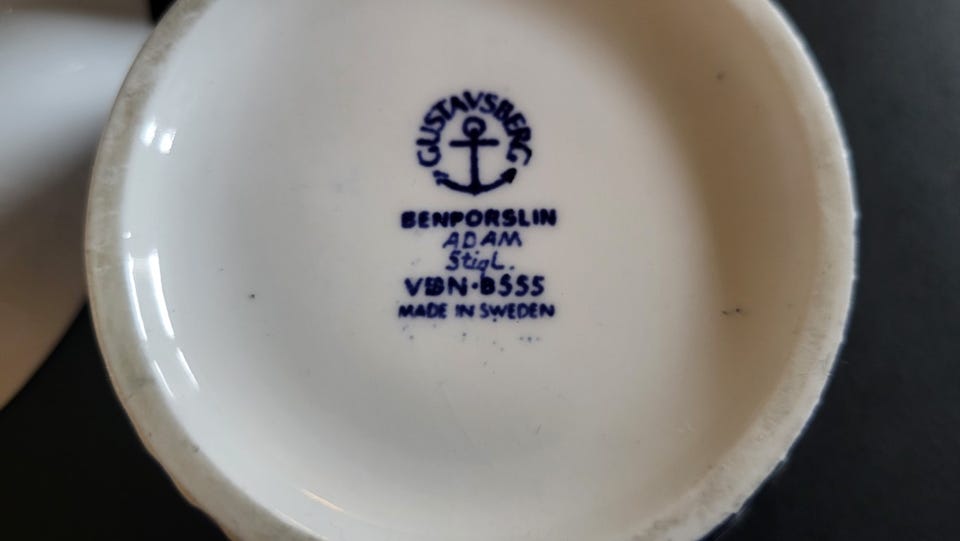 GUSTAVSBERG
BENPORSLIN
ADAM
Stig L.
VBN·B555
MADE IN SWEDEN